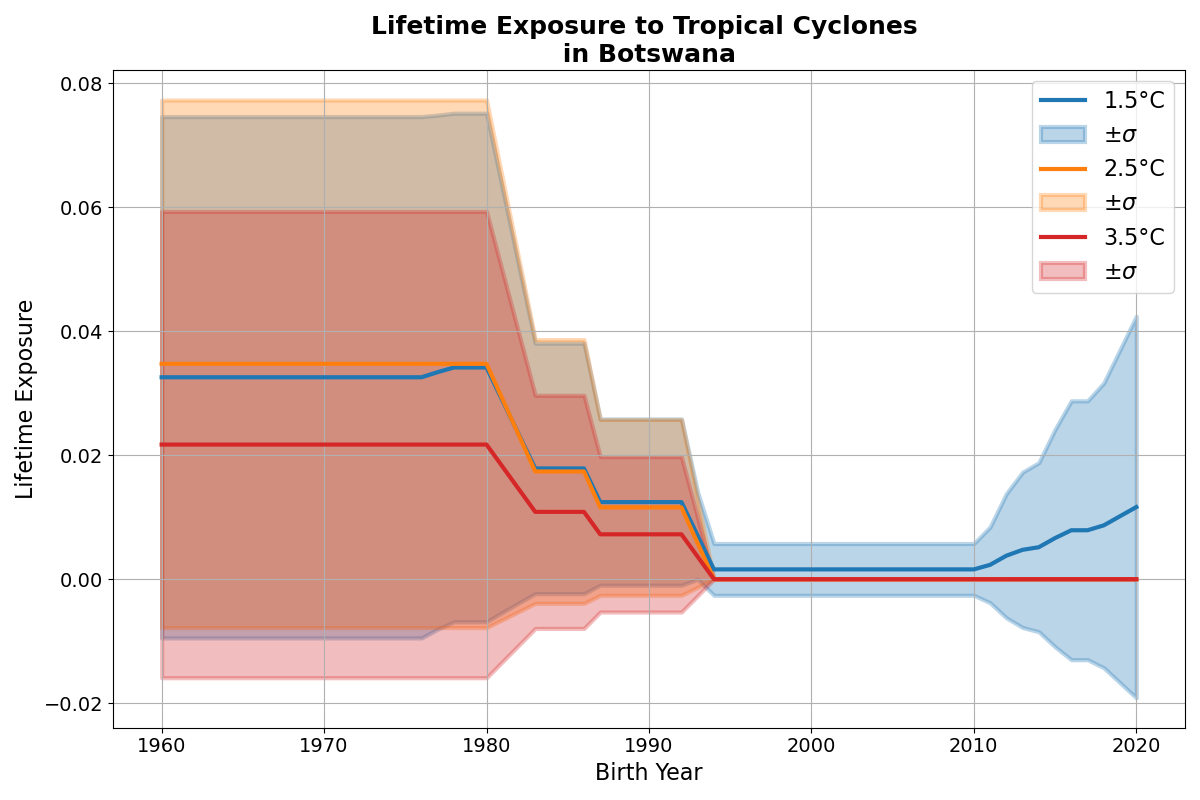 Lifetime Exposure to Tropical Cyclones
in Botswana
0.08
0.06
0.04
0.02
0.00
−0.02
Lifetime Exposure
1.5°C
±σ
2.5°C
±σ
3.5°C
±σ
1960 1970 1980 1990 2000 2010 2020
Birth Year